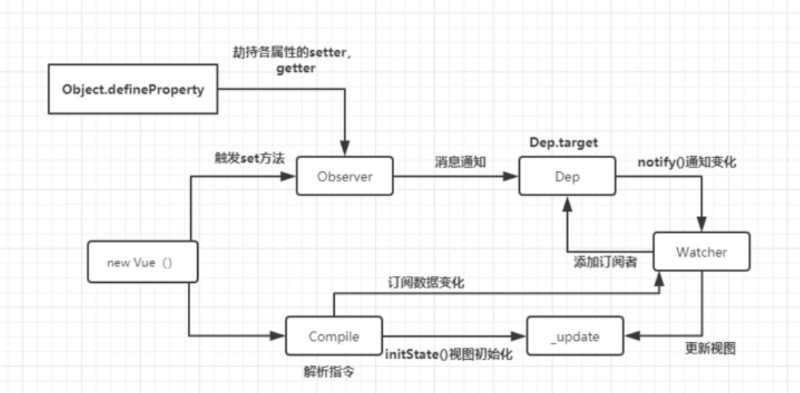 劫持各属性的setter,
getter
Object.defineProperty
触发set方法
Observer
消息通知
Dep.target
Dep
notify()通知变化
new Vue（）
添加订阅者
Watcher
订阅数据变化
Compile
initState()视图初始化
_update
更新视图
解析指令